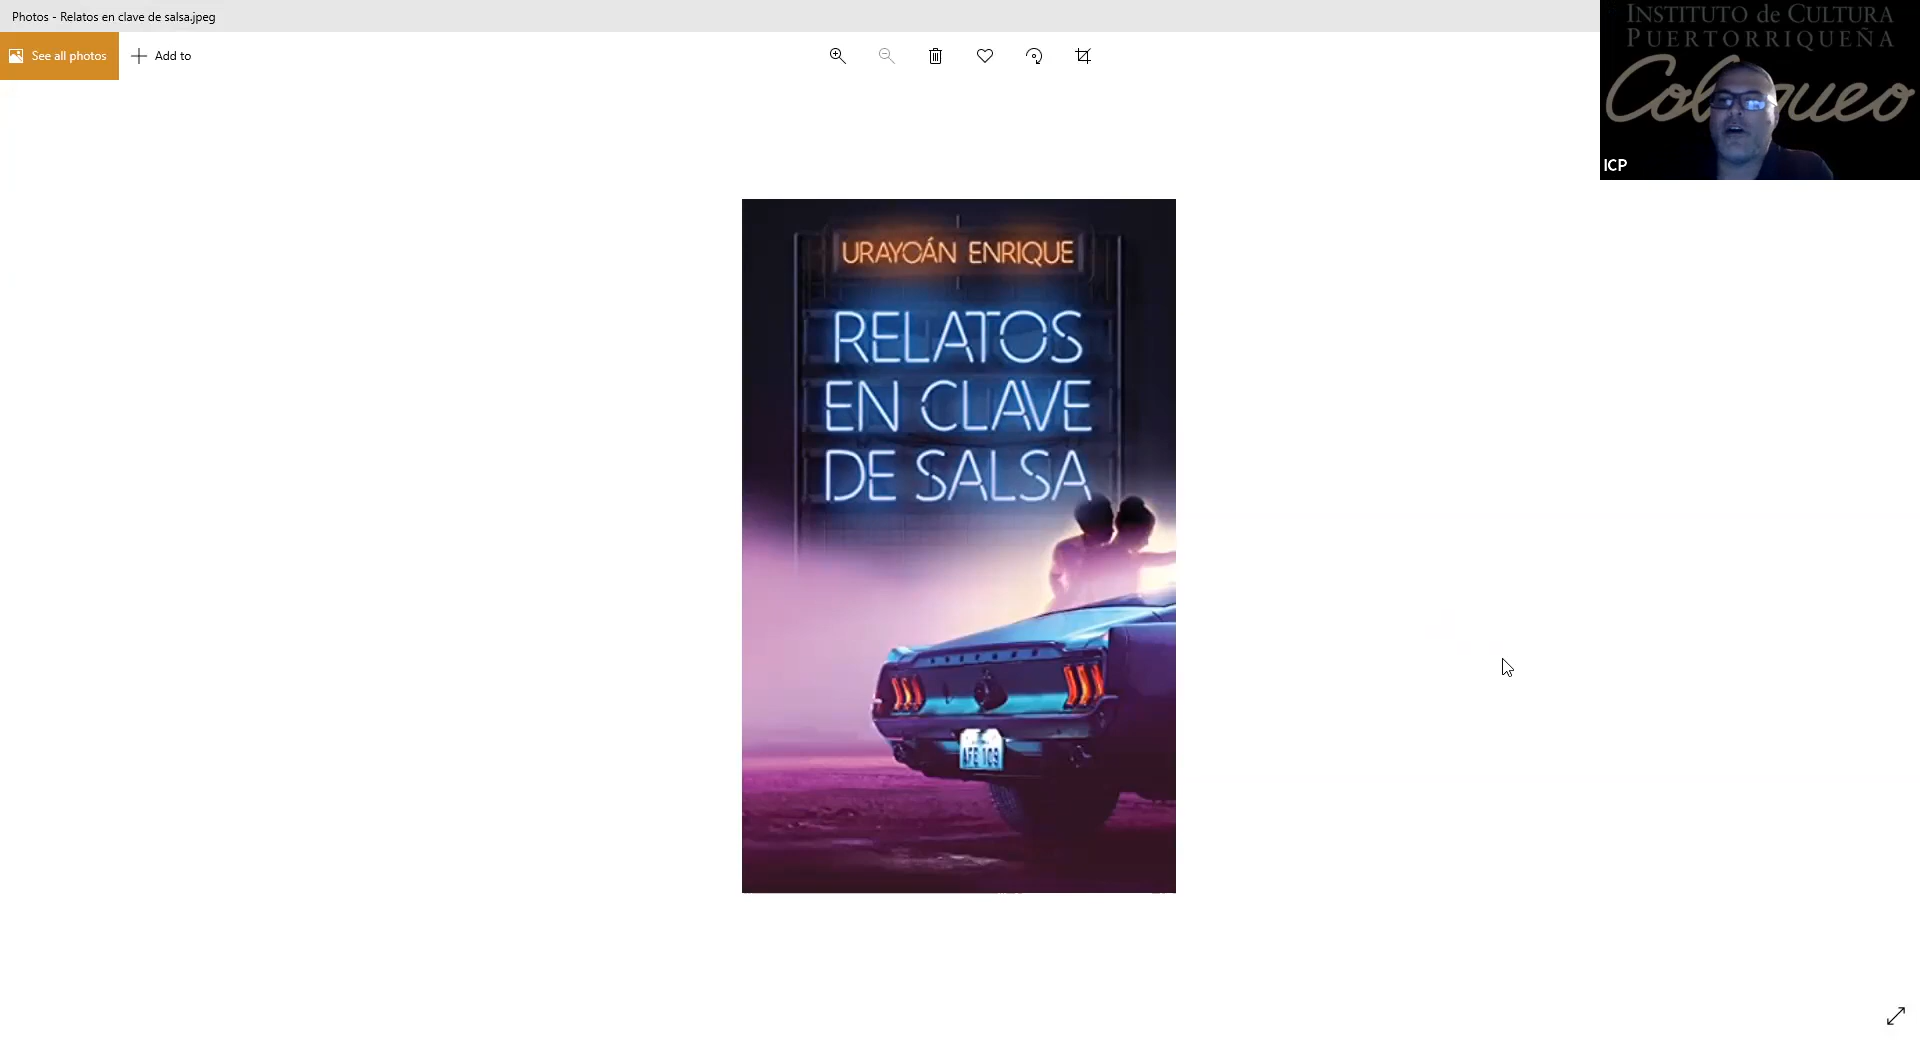 Photos - Relatos en clave de salsa.jpeg
See all photos
Add to
INSTITUTO de CULTURA
PUERTORRIQUEÑA
ICP
URAYOÁN ENRIQUE
RELATOS
EN CLAVE
DE SALSA